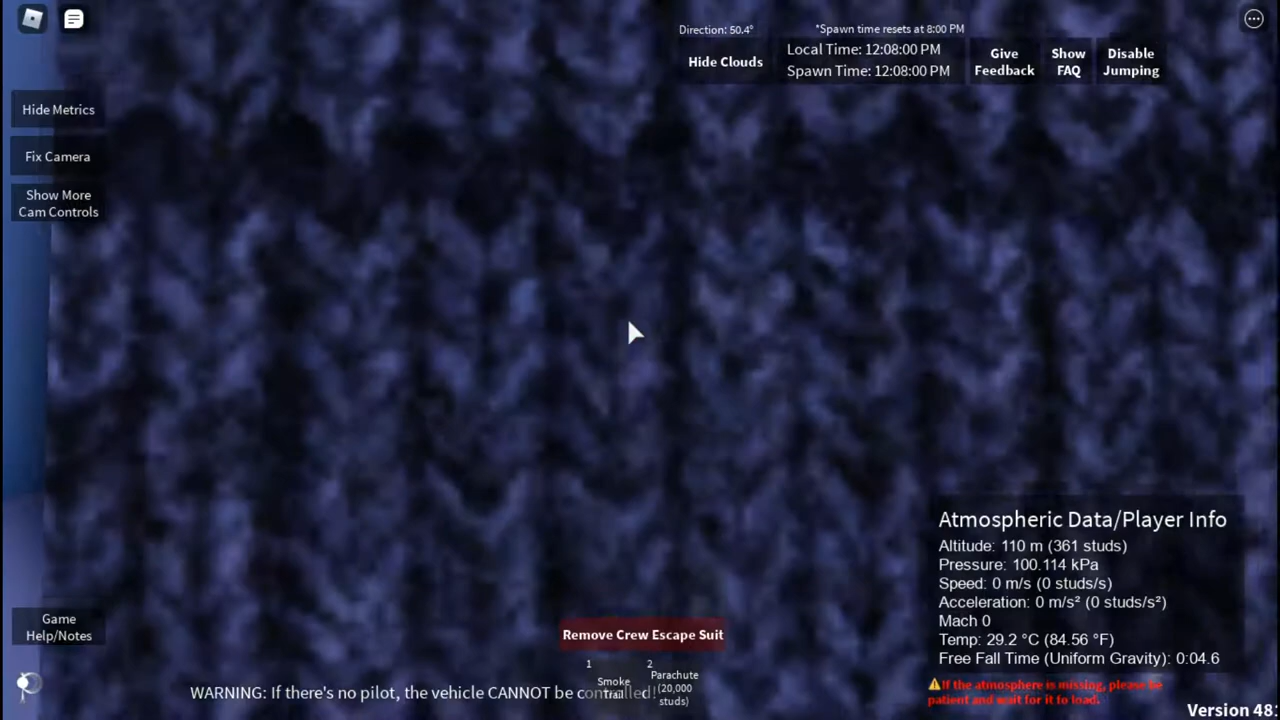 Direction: 50.4°
*Spawn time resets at 8:00 PM
Hide Clouds
Local Time: 12:08:00 PM
Spawn Time: 12:08:00 PM
Give
Feedback
Show
FAQ
Disable
Jumping
Hide Metrics
Fix Camera
Show More
Cam Controls
Atmospheric Data/Player Info
Altitude: 110 m (361 studs)
Pressure: 100.114 kPa
Speed: 0 m/s (0 studs/s)
Acceleration: 0 m/s² (0 studs/s²)
Mach 0
Temp: 29.2 °C (84.56 °F)
Free Fall Time (Uniform Gravity): 0:04.6
⚠️If the atmosphere is missing, please be
patient and wait for it to load.
Game
Help/Notes
Remove Crew Escape Suit
1
Smoke
Trail
2
Parachute
(20,000
studs)
WARNING: If there's no pilot, the vehicle CANNOT be controlled!
Version 48